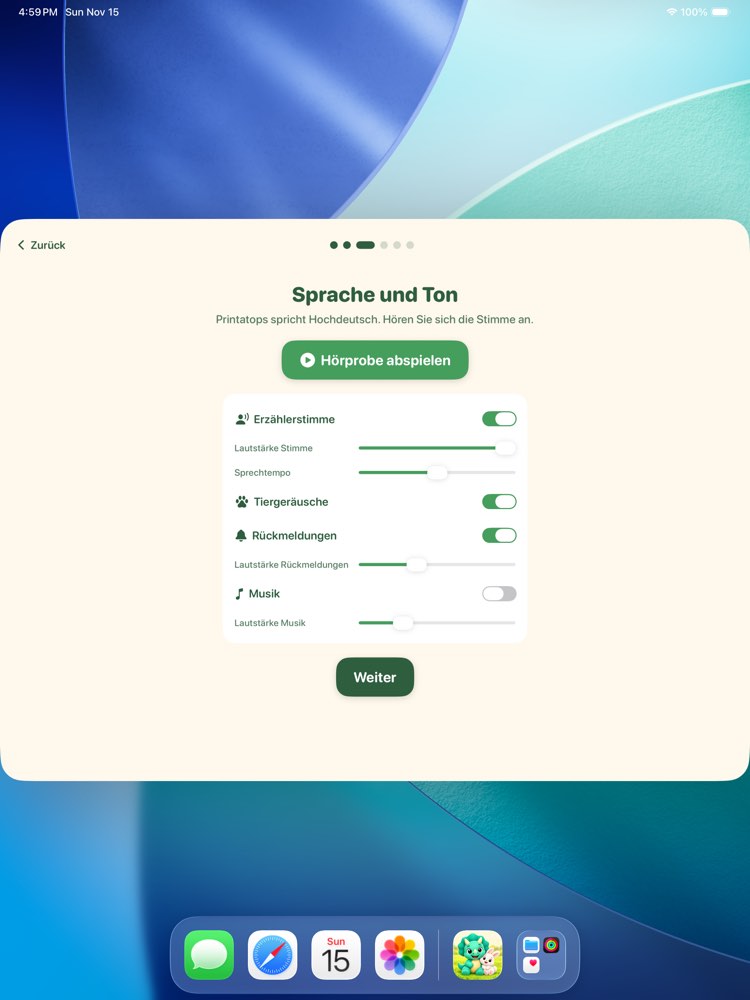 4:59 PM Sun Nov 15
100%
Zurück
Sprache und Ton
Printatops spricht Hochdeutsch. Hören Sie sich die Stimme an.
Hörprobe abspielen
Erzählerstimme
Lautstärke Stimme
Sprechtempo
Tiergeräusche
Rückmeldungen
Lautstärke Rückmeldungen
Musik
Lautstärke Musik
Weiter
Sun
15